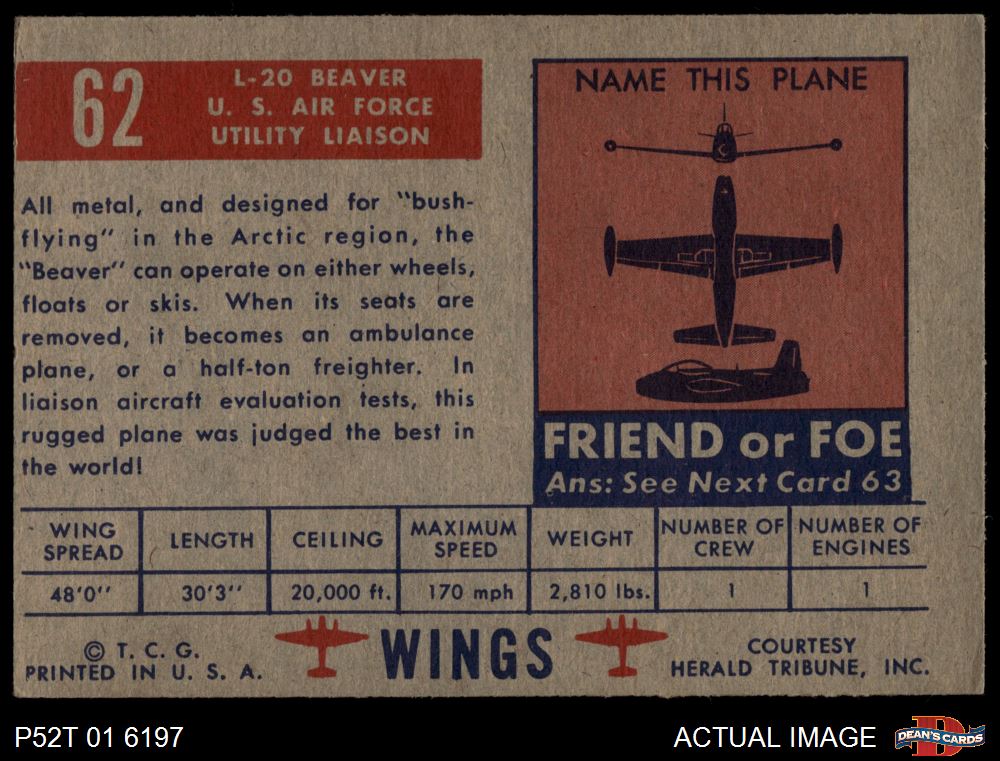 62
L-20 BEAVER
U. S. AIR FORCE
UTILITY LIAISON
All metal, and designed for "bush-
flying" in the Arctic region, the
"Beaver" can operate on either wheels,
floats or skis. When its seats are
removed, it becomes an ambulance
plane, or a half-ton freighter. In
liaison aircraft evaluation tests, this
rugged plane was judged the best in
the world!
NAME THIS PLANE
FRIEND or FOE
Ans: See Next Card 63
WING SPREAD LENGTH CEILING MAXIMUM SPEED WEIGHT NUMBER OF CREW NUMBER OF ENGINES
48'0" 30'3" 20,000 ft. 170 mph 2,810 lbs. 1 1
© T. C. G.
PRINTED IN U. S. A.
WINGS
COURTESY
HERALD TRIBUNE, INC.
P52T 01 6197
ACTUAL IMAGE
D
DEAN'S CARDS